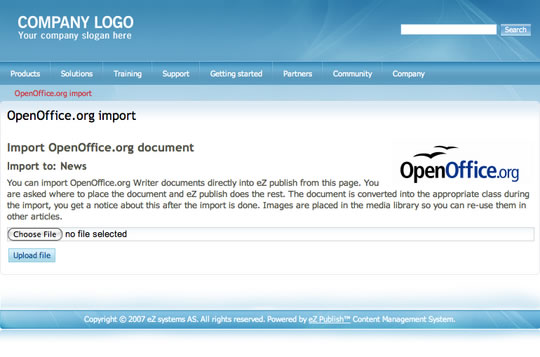 COMPANY LOGO
Your company slogan here
Search
Products Solutions Training Support Getting started Partners Community Company
OpenOffice.org import
OpenOffice.org import
Import OpenOffice.org document
OpenOffice.org
Import to: News
You can import OpenOffice.org Writer documents directly into eZ publish from this page. You
are asked where to place the document and eZ publish does the rest. The document is converted into the appropriate class during
the import, you get a notice about this after the import is done. Images are placed in the media library so you can re-use them in
other articles.
Choose File no file selected
Upload file
Copyright © 2007 eZ systems AS. All rights reserved. Powered by eZ Publish™ Content Management System.